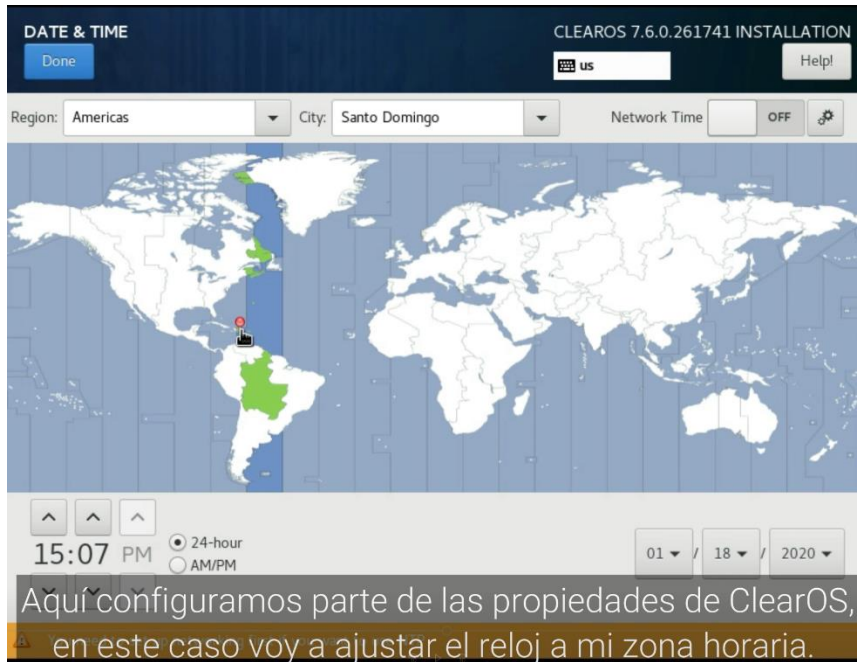 DATE & TIME
CLEAROS 7.6.0.261741 INSTALLATION
Done
us
Help!
Region: Americas City: Santo Domingo Network Time OFF
15:07 PM
24-hour
AM/PM
01 / 18 / 2020
Aquí configuramos parte de las propiedades de ClearOS,
en este caso voy a ajustar el reloj a mi zona horaria.